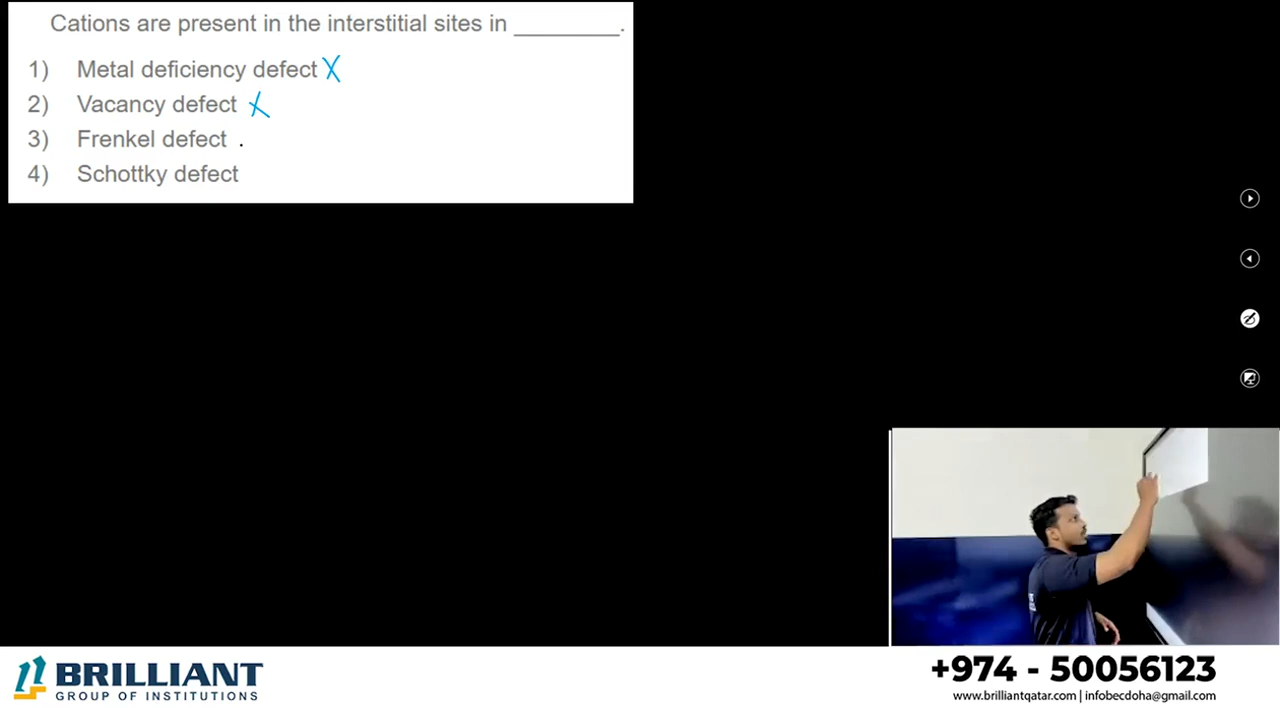 Cations are present in the interstitial sites in _________.
1) Metal deficiency defect X
2) Vacancy defect X
3) Frenkel defect .
4) Schottky defect
BRILLIANT
GROUP OF INSTITUTIONS
+974 - 50056123
www.brilliantqatar.com | infobecdoha@gmail.com